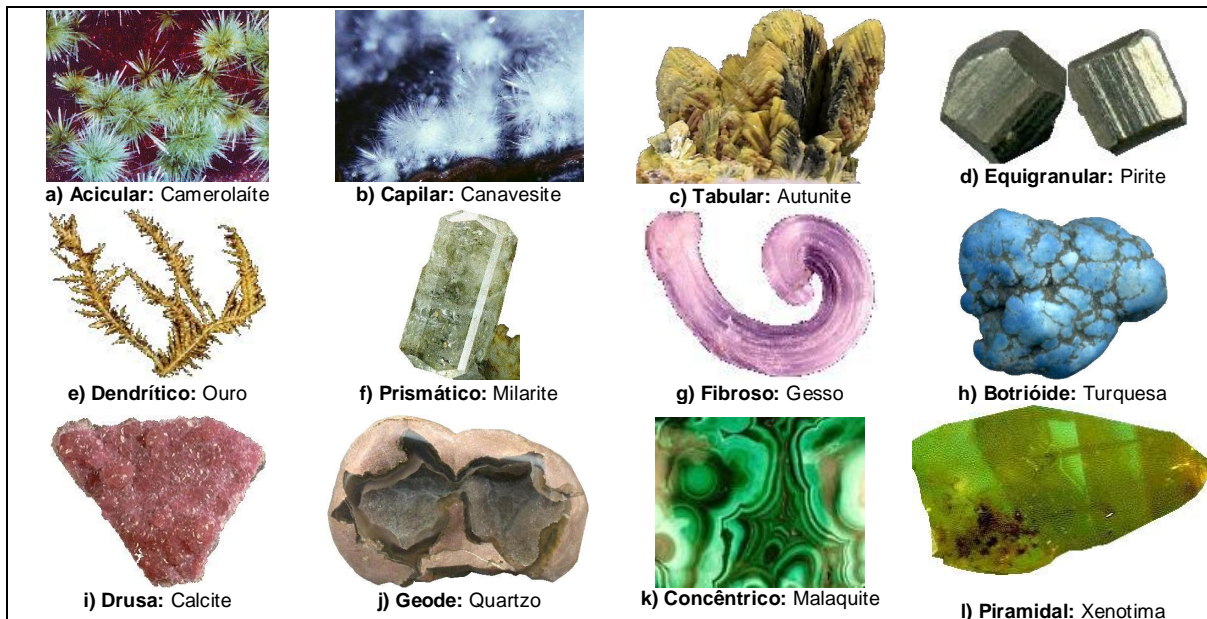 a) Acicular: Camerolaíte
b) Capilar: Canavesite
c) Tabular: Autunite
d) Equigranular: Pirite
e) Dendrítico: Ouro
f) Prismático: Milarite
g) Fibroso: Gesso
h) Botrióide: Turquesa
i) Drusa: Calcite
j) Geode: Quartzo
k) Concêntrico: Malaquite
l) Piramidal: Xenotima